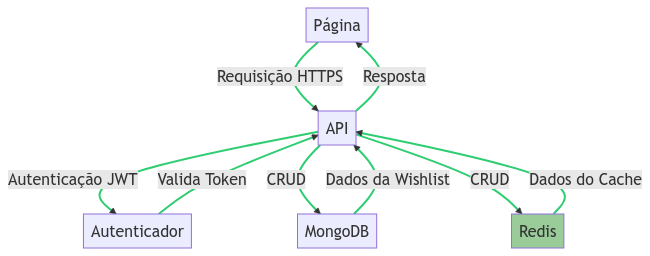 Página
Requisição HTTPS
Resposta
API
Autenticação JWT
Valida Token
CRUD
Dados da Wishlist
CRUD
Dados do Cache
Autenticador
MongoDB
Redis